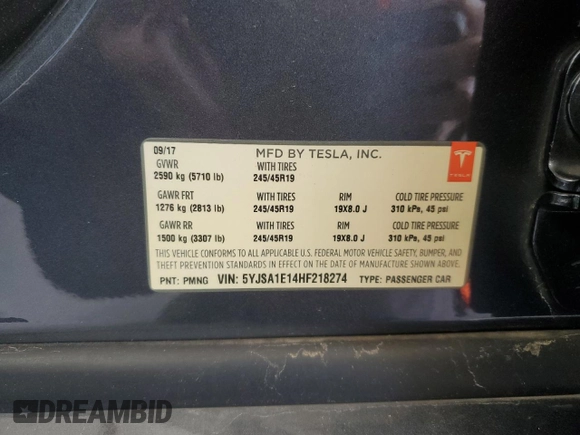 09/17 MFD BY TESLA, INC.
GVWR WITH TIRES
2590 kg (5710 lb) 245/45R19
TESLA
GAWR FRT WITH TIRES RIM COLD TIRE PRESSURE
1276 kg (2813 lb) 245/45R19 19X8.0 J 310 kPa, 45 psi
GAWR RR WITH TIRES RIM COLD TIRE PRESSURE
1500 kg (3307 lb) 245/45R19 19X8.0 J 310 kPa, 45 psi
THIS VEHICLE CONFORMS TO ALL APPLICABLE U.S. FEDERAL MOTOR VEHICLE SAFETY, BUMPER, AND
THEFT PREVENTION STANDARDS IN EFFECT ON THE DATE OF MANUFACTURE SHOWN ABOVE.
PNT: PMNG VIN: 5YJSA1E14HF218274 TYPE: PASSENGER CAR
DREAMBID